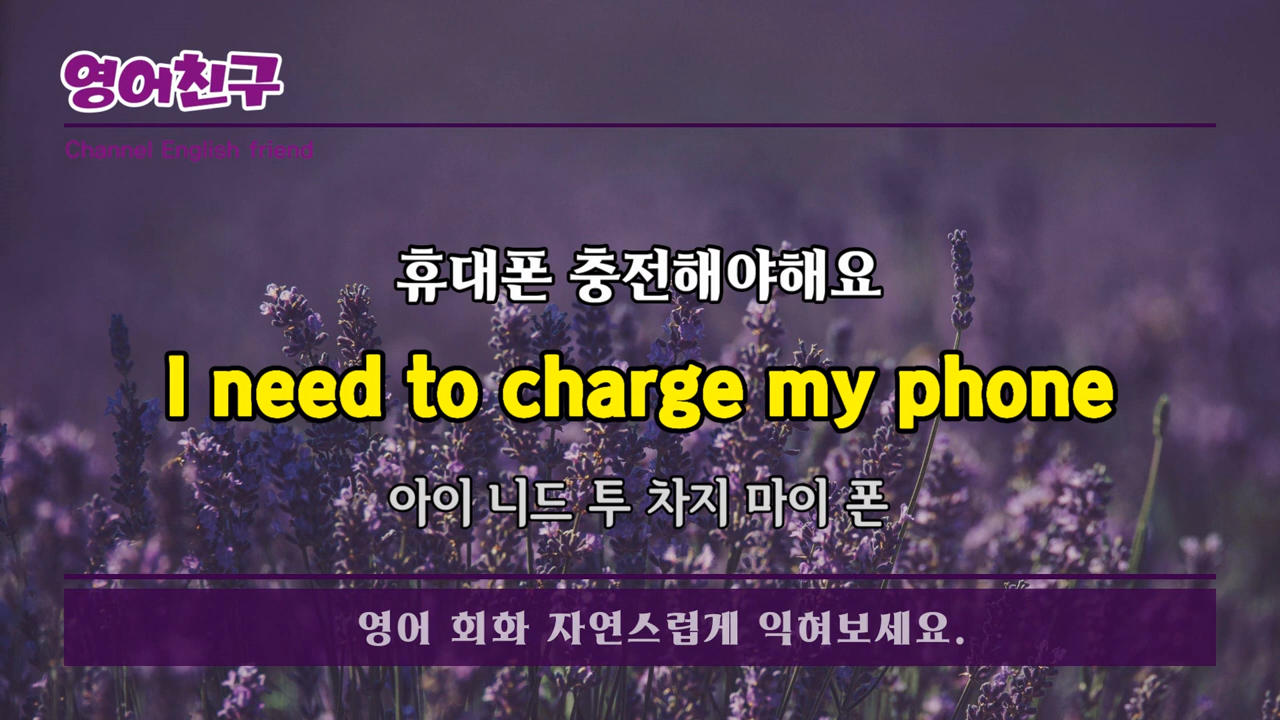 영어친구
Channel English friend
휴대폰 충전해야해요
I need to charge my phone
아이 니드 투 차지 마이 폰
영어 회화 자연스럽게 익혀보세요.